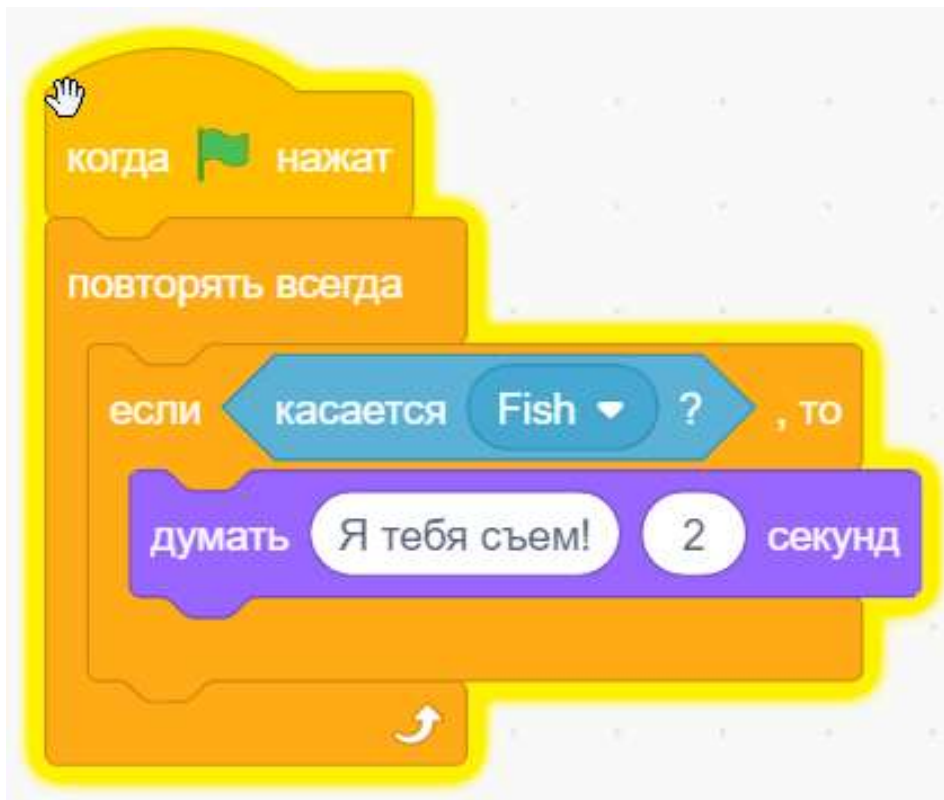 когда нажат
повторять всегда
если касается Fish ? , то
думать Я тебя съем! 2 секунд